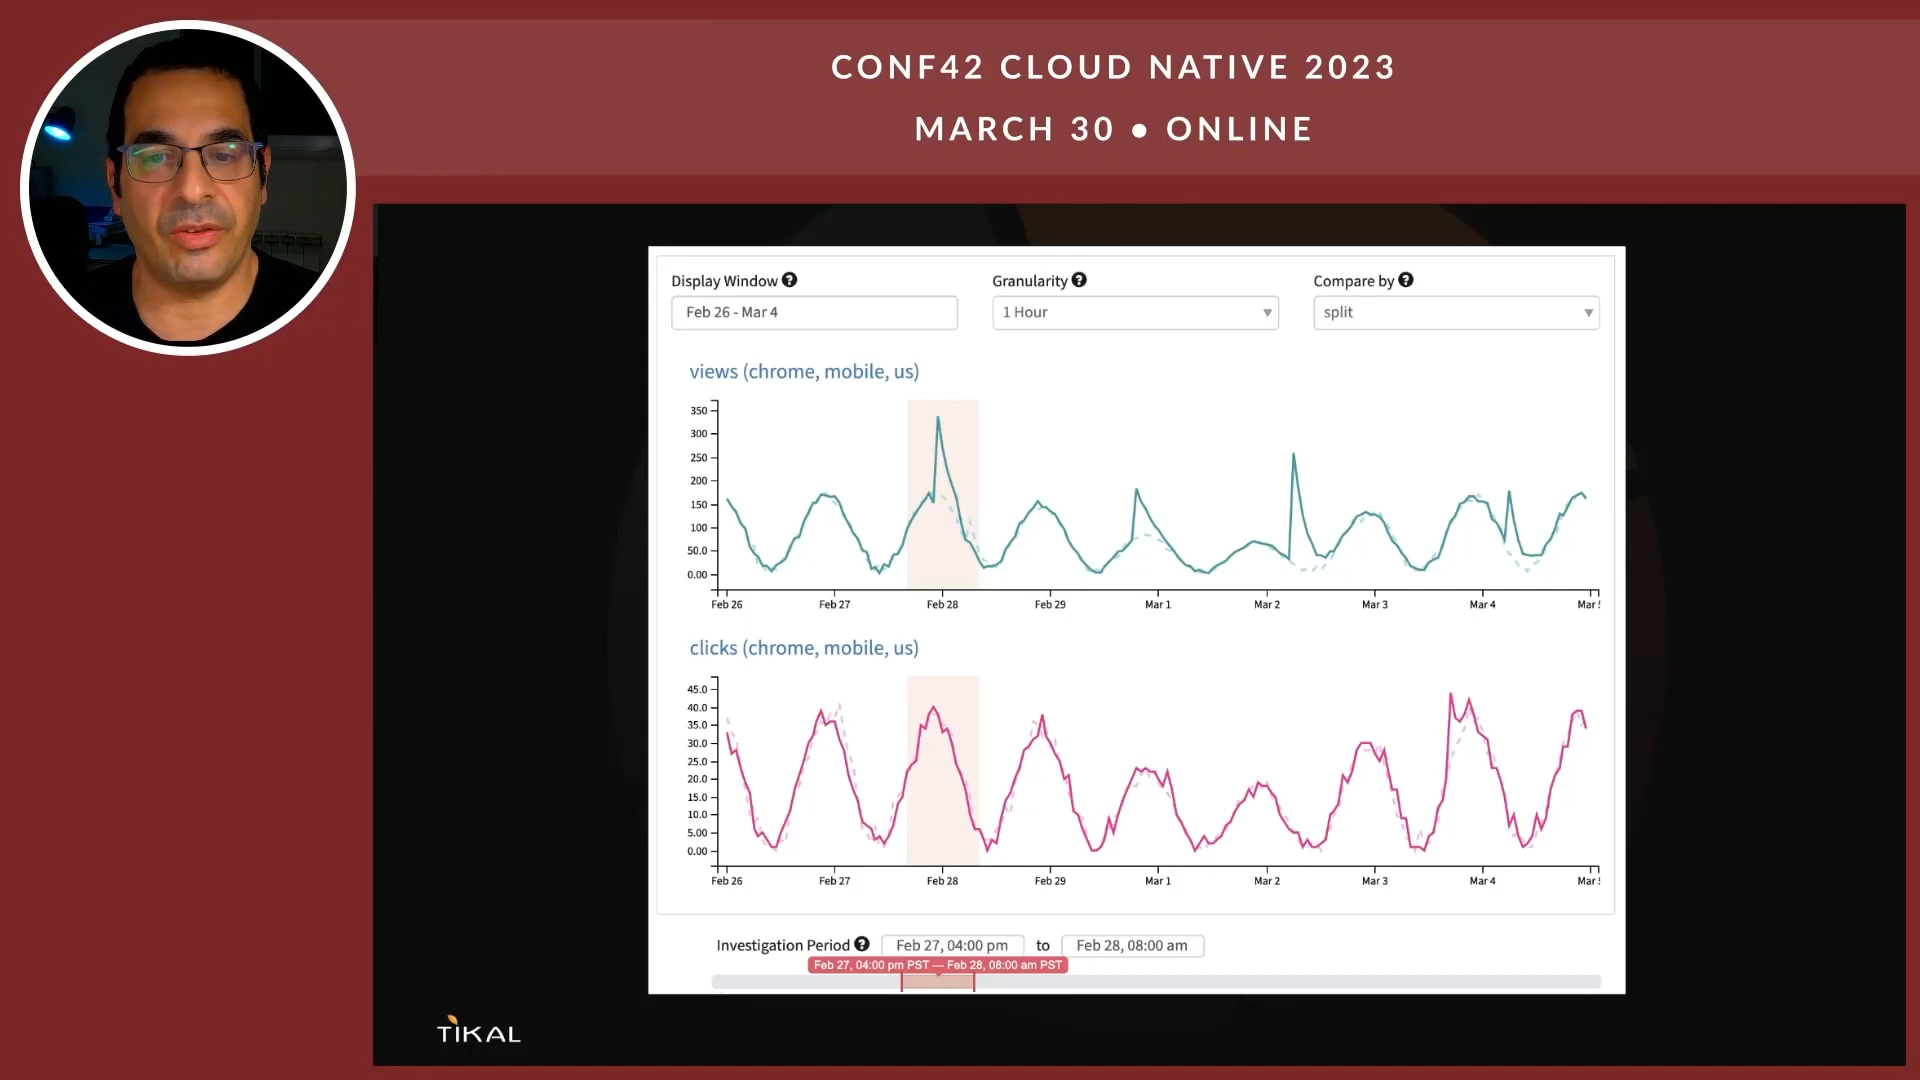 CONF42 CLOUD NATIVE 2023
MARCH 30 ● ONLINE
Display Window ?
Granularity ?
Compare by ?
Feb 26 - Mar 4
1 Hour
split
views (chrome, mobile, us)
350
300
250
200
150
100
50.0
0.00
Feb 26 Feb 27 Feb 28 Feb 29 Mar 1 Mar 2 Mar 3 Mar 4 Mar 5
clicks (chrome, mobile, us)
45.0
40.0
35.0
30.0
25.0
20.0
15.0
10.0
5.00
0.00
Feb 26 Feb 27 Feb 28 Feb 29 Mar 1 Mar 2 Mar 3 Mar 4 Mar 5
Investigation Period ? Feb 27, 04:00 pm to Feb 28, 08:00 am
Feb 27, 04:00 pm PST — Feb 28, 08:00 am PST
TIKAL